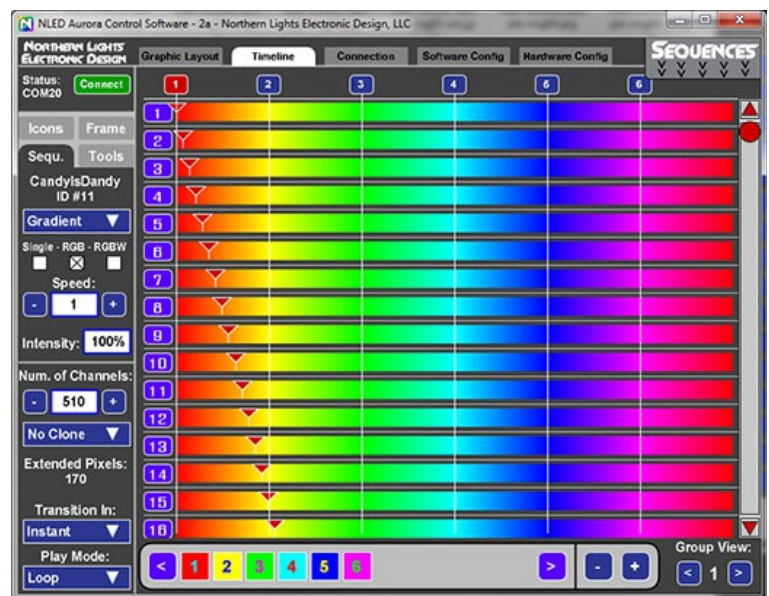 NLED Aurora Control Software - 2a - Northern Lights Electronic Design, LLC
NORTHERN LIGHTS
ELECTRONIC DESIGN
Graphic Layout Timeline Connection Software Config Hardware Config
SEQUENCES
Status:
COM20
Connect
1 2 3 4 5 6
Icons Frame
Sequ. Tools
CandyIsDandy
ID #11
Gradient
Single - RGB - RGBW
Speed:
- 1 +
Intensity: 100%
Num. of Channels:
- 510 +
No Clone
Extended Pixels:
170
Transition In:
Instant
Play Mode:
Loop
1
2
3
4
5
6
7
8
9
10
11
12
13
14
15
16
< 1 2 3 4 5 6 > - +
Group View:
< 1 >